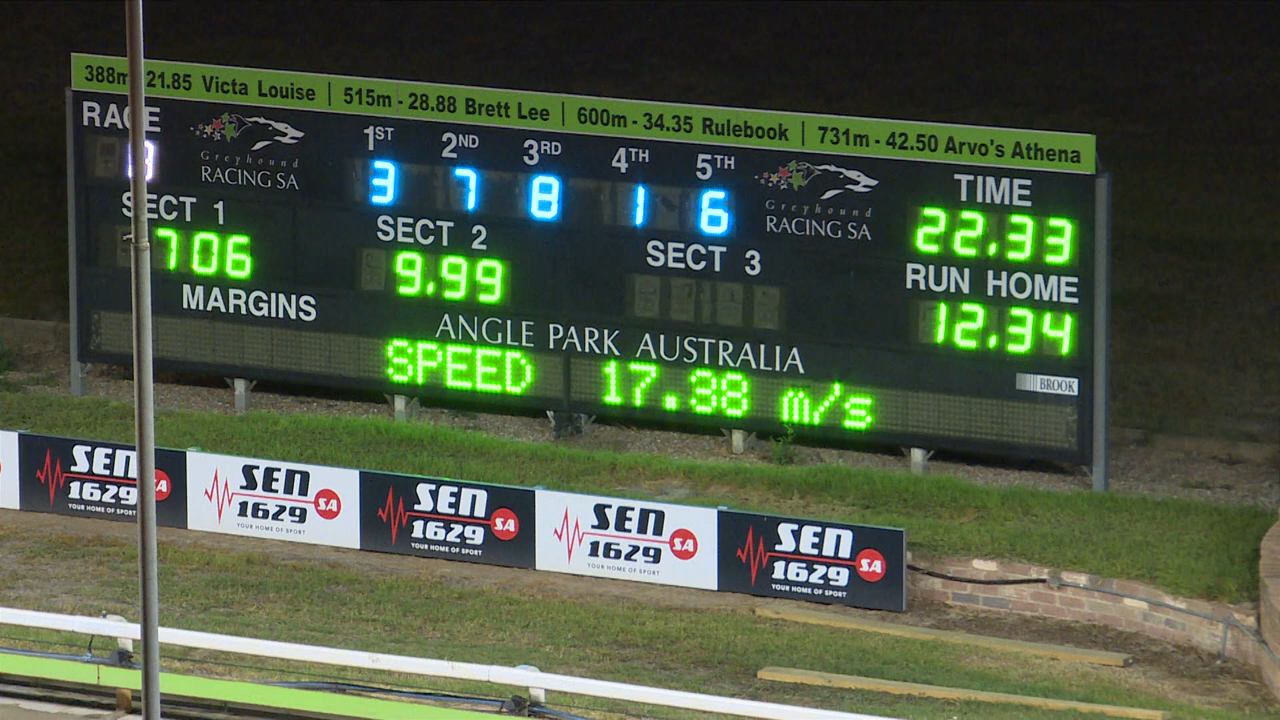 388m 21.85 Victa Louise | 515m - 28.88 Brett Lee | 600m - 34.35 Rulebook | 731m - 42.50 Arvo's Athena
RACE
Greyhound
RACING SA
1ST 2ND 3RD 4TH 5TH
3 7 8 1 6
Greyhound
RACING SA
TIME
22.33
SECT 1
706
SECT 2
9.99
SECT 3
RUN HOME
12.34
MARGINS
ANGLE PARK AUSTRALIA
SPEED 17.38 m/s
BROOK
SEN
1629
SA
YOUR HOME OF SPORT
SEN
1629
SA
YOUR HOME OF SPORT
SEN
1629
SA
YOUR HOME OF SPORT
SEN
1629
SA
YOUR HOME OF SPORT
SEN
1629
SA
YOUR HOME OF SPORT